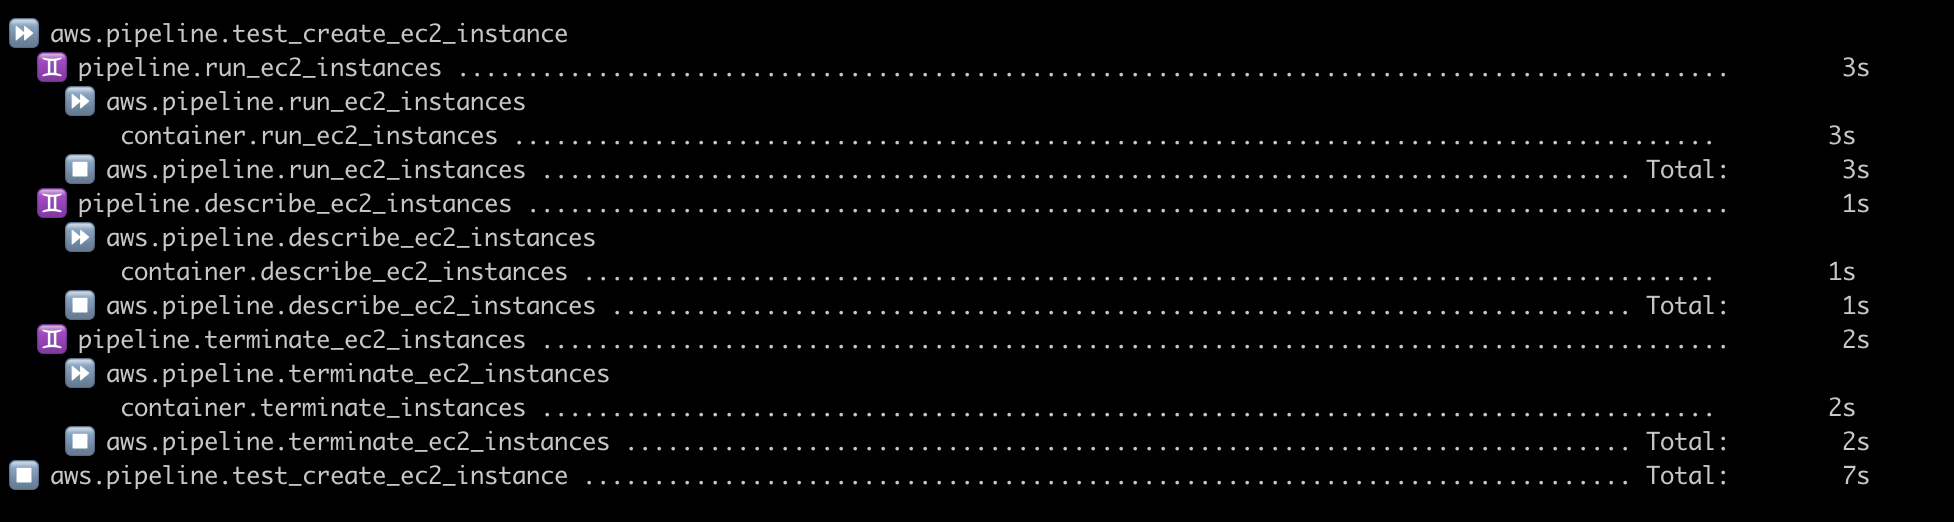 ⏩ aws.pipeline.test_create_ec2_instance
♊ pipeline.run_ec2_instances ........................................................................................... 3s
⏩ aws.pipeline.run_ec2_instances
container.run_ec2_instances ...................................................................................... 3s
⏹ aws.pipeline.run_ec2_instances .............................................................................. Total: 3s
♊ pipeline.describe_ec2_instances ...................................................................................... 1s
⏩ aws.pipeline.describe_ec2_instances
container.describe_ec2_instances ................................................................................. 1s
⏹ aws.pipeline.describe_ec2_instances ......................................................................... Total: 1s
♊ pipeline.terminate_ec2_instances ..................................................................................... 2s
⏩ aws.pipeline.terminate_ec2_instances
container.terminate_instances .................................................................................... 2s
⏹ aws.pipeline.terminate_ec2_instances ........................................................................ Total: 2s
⏹ aws.pipeline.test_create_ec2_instance ........................................................................... Total: 7s